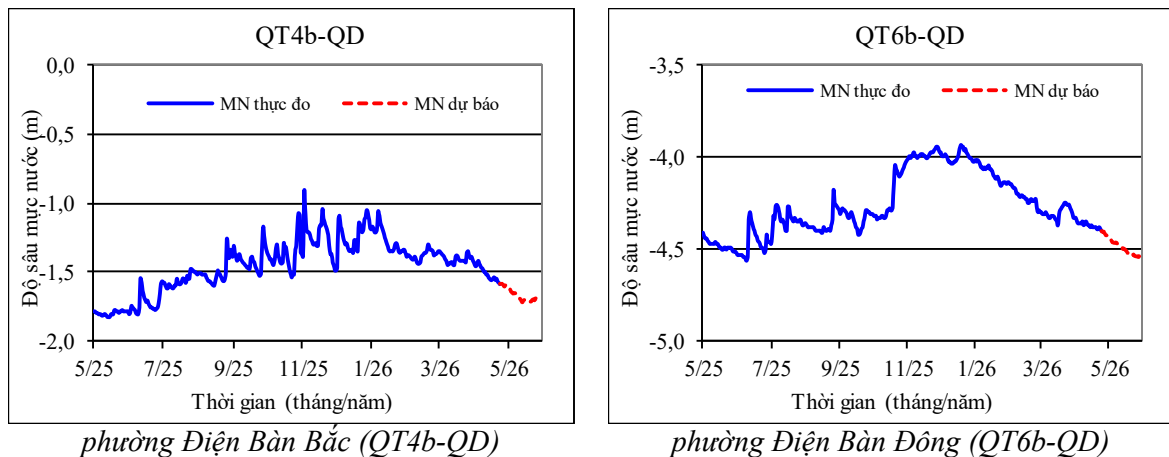 QT4b-QD
0,0
MN thực đo
MN dự báo
-0,5
-1,0
-1,5
-2,0
Độ sâu mực nước (m)
5/25 7/25 9/25 11/25 1/26 3/26 5/26
Thời gian (tháng/năm)
phường Điện Bàn Bắc (QT4b-QD)
QT6b-QD
-3,5
MN thực đo
MN dự báo
-4,0
-4,5
-5,0
Độ sâu mực nước (m)
5/25 7/25 9/25 11/25 1/26 3/26 5/26
Thời gian (tháng/năm)
phường Điện Bàn Đông (QT6b-QD)